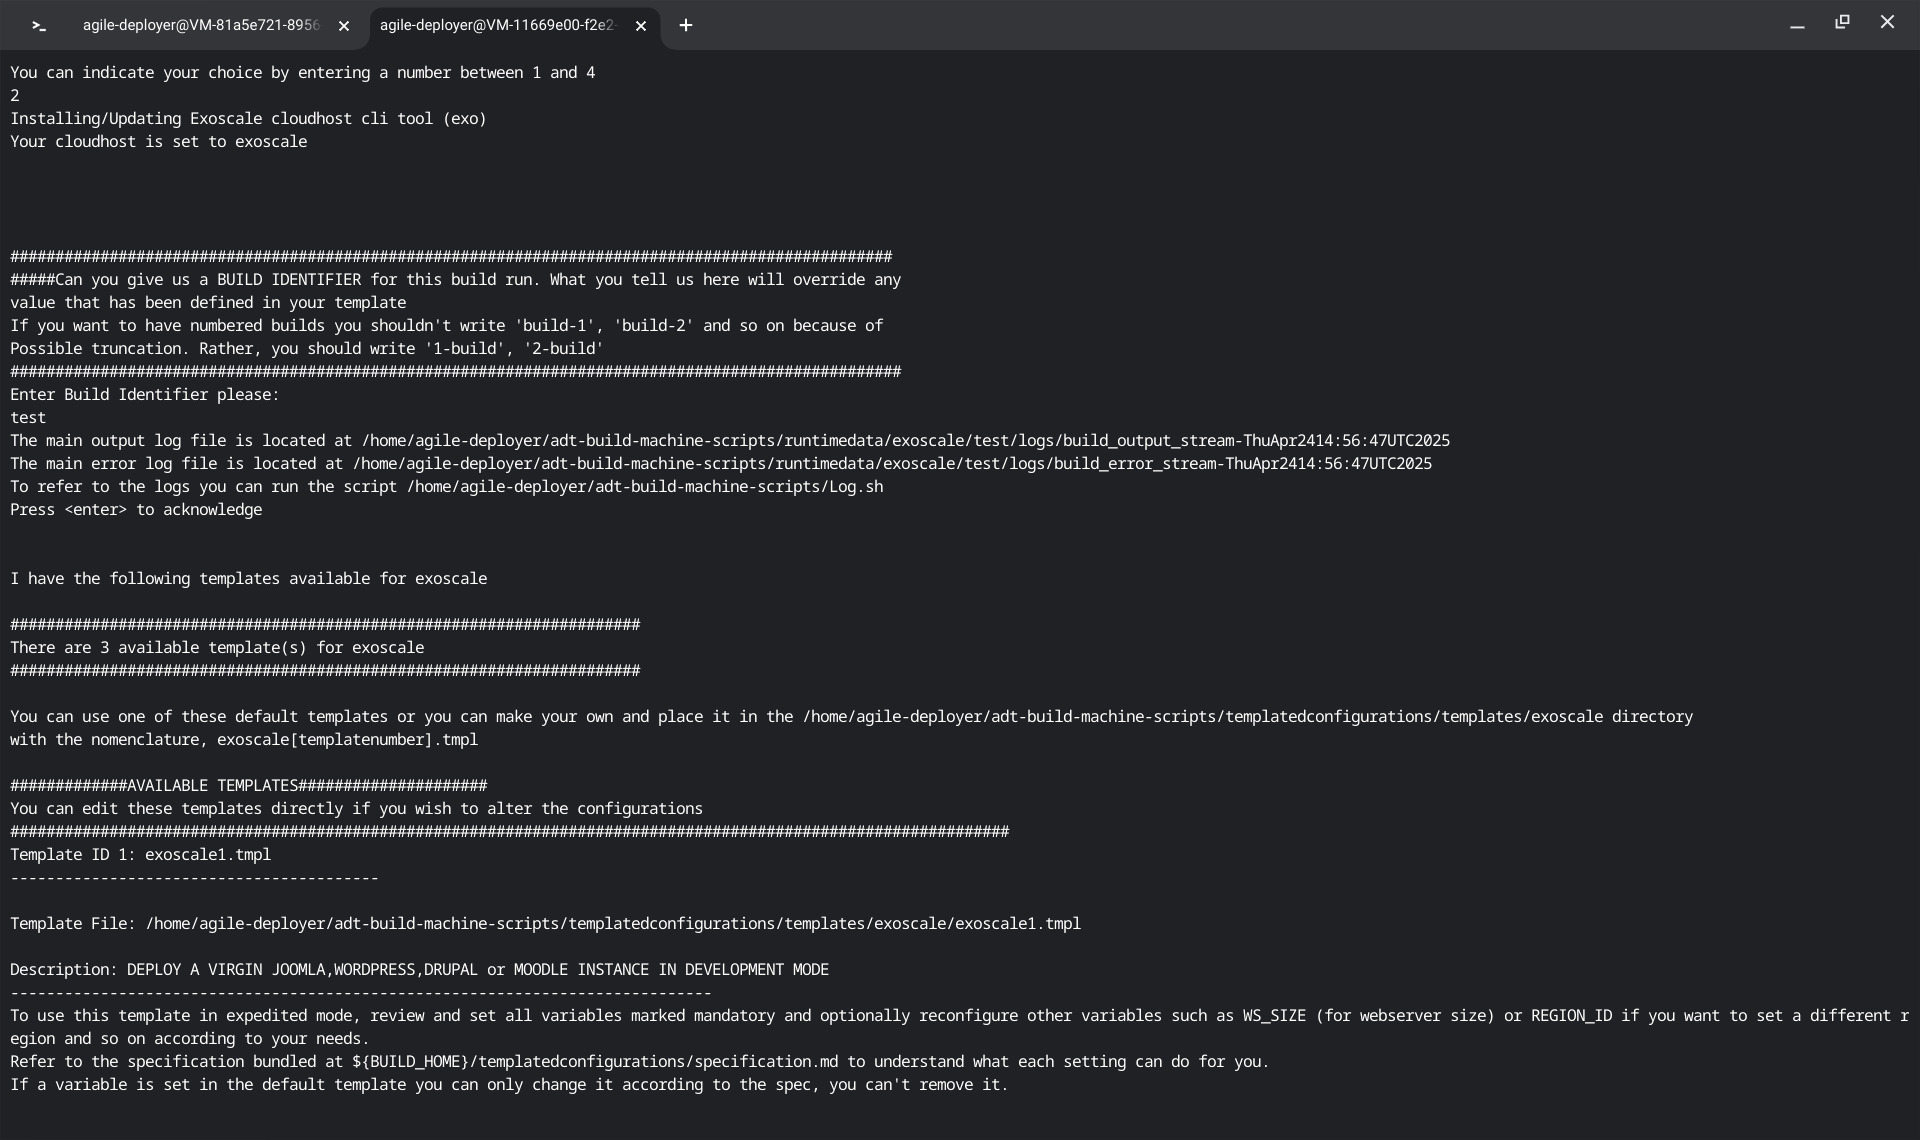 agile-deployer@VM-81a5e721-8956
agile-deployer@VM-11669e00-f2e2-
You can indicate your choice by entering a number between 1 and 4
2
Installing/Updating Exoscale cloudhost cli tool (exo)
Your cloudhost is set to exoscale
##################################################################################################
#####Can you give us a BUILD IDENTIFIER for this build run. What you tell us here will override any
value that has been defined in your template
If you want to have numbered builds you shouldn't write 'build-1', 'build-2' and so on because of
Possible truncation. Rather, you should write '1-build', '2-build'
###################################################################################################
Enter Build Identifier please:
test
The main output log file is located at /home/agile-deployer/adt-build-machine-scripts/runtimedata/exoscale/test/logs/build_output_stream-ThuApr2414:56:47UTC2025
The main error log file is located at /home/agile-deployer/adt-build-machine-scripts/runtimedata/exoscale/test/logs/build_error_stream-ThuApr2414:56:47UTC2025
To refer to the logs you can run the script /home/agile-deployer/adt-build-machine-scripts/Log.sh
Press <enter> to acknowledge
I have the following templates available for exoscale
######################################################################
There are 3 available template(s) for exoscale
######################################################################
You can use one of these default templates or you can make your own and place it in the /home/agile-deployer/adt-build-machine-scripts/templatedconfigurations/templates/exoscale directory
with the nomenclature, exoscale[templatenumber].tmpl
#############AVAILABLE TEMPLATES#####################
You can edit these templates directly if you wish to alter the configurations
###############################################################################################################
Template ID 1: exoscale1.tmpl
-----------------------------------------
Template File: /home/agile-deployer/adt-build-machine-scripts/templatedconfigurations/templates/exoscale/exoscale1.tmpl
Description: DEPLOY A VIRGIN JOOMLA,WORDPRESS,DRUPAL or MOODLE INSTANCE IN DEVELOPMENT MODE
------------------------------------------------------------------------------
To use this template in expedited mode, review and set all variables marked mandatory and optionally reconfigure other variables such as WS_SIZE (for webserver size) or REGION_ID if you want to set a different r
egion and so on according to your needs.
Refer to the specification bundled at ${BUILD_HOME}/templatedconfigurations/specification.md to understand what each setting can do for you.
If a variable is set in the default template you can only change it according to the spec, you can't remove it.